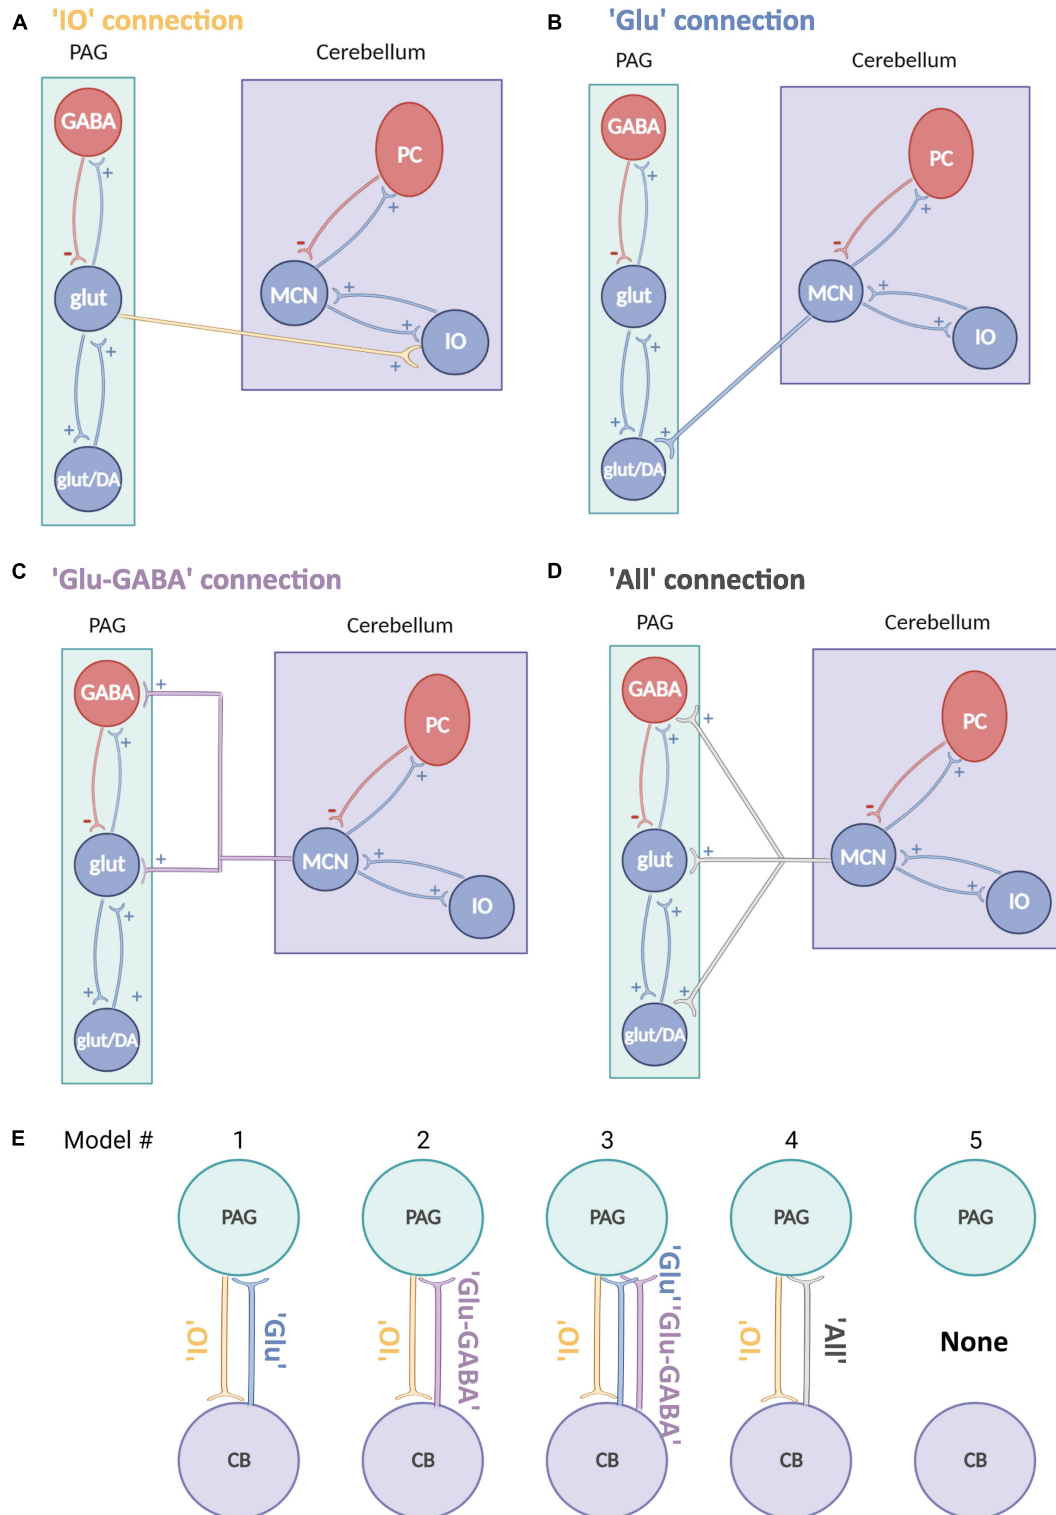 A 'IO' connection
PAG
Cerebellum
GABA
PC
+
+
-
-
glut
MCN
+
+
IO
+
+
+
glut/DA
B 'Glu' connection
PAG
Cerebellum
GABA
PC
+
+
-
-
glut
MCN
+
+
IO
+
+
+
glut/DA
C 'Glu-GABA' connection
PAG
Cerebellum
GABA
+
PC
+
+
-
-
glut
+
MCN
+
+
IO
+
+
+
glut/DA
D 'All' connection
PAG
Cerebellum
GABA
+
PC
+
+
-
-
glut
+
MCN
+
+
IO
+
+
+
glut/DA
E Model # 1 2 3 4 5
PAG PAG PAG PAG PAG
'IO' 'Glu' 'IO' 'Glu-GABA' 'IO' 'Glu' 'Glu-GABA' 'IO' 'All' None
CB CB CB CB CB